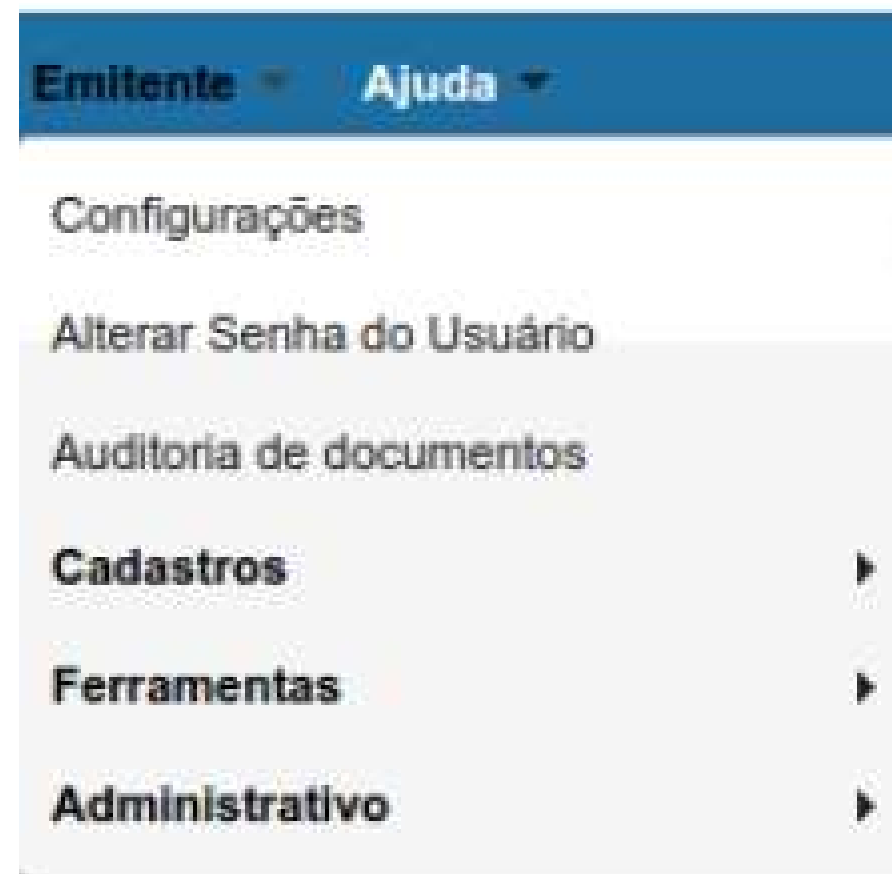 Emitente Ajuda
Configurações
Alterar Senha do Usuário
Auditoria de documentos
Cadastros
Ferramentas
Administrativo